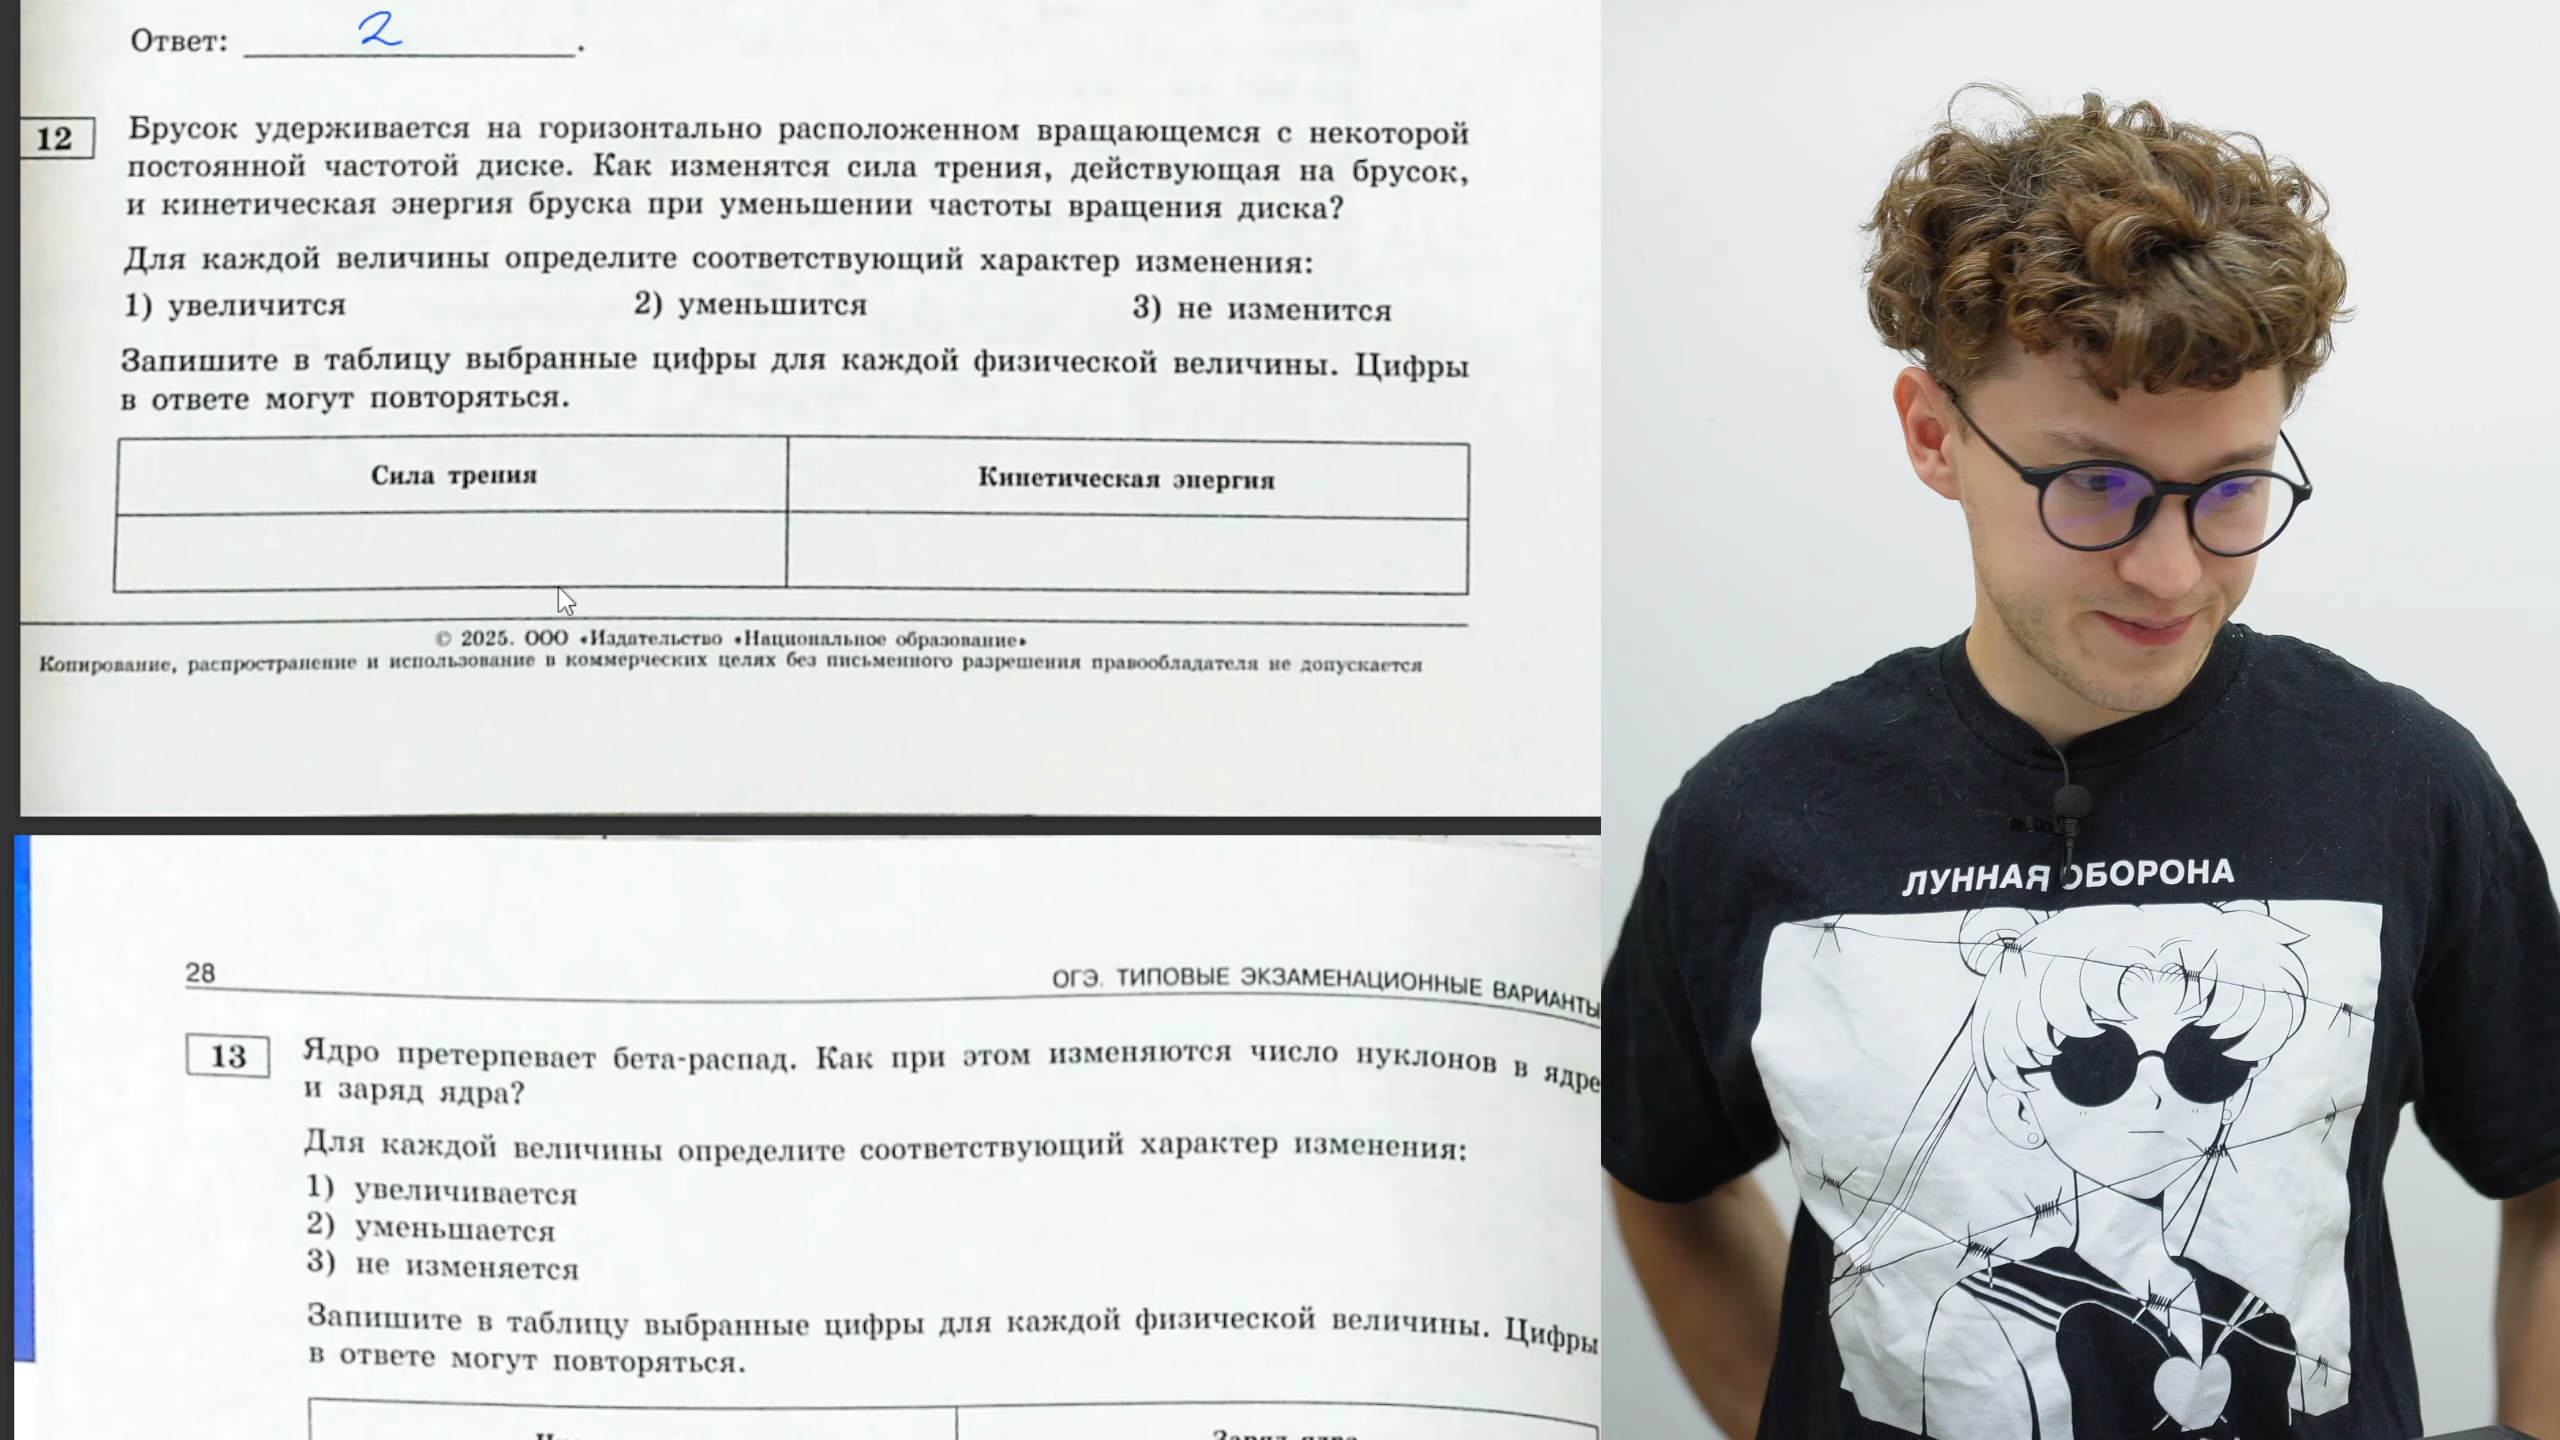 Ответ: 2.
12
Брусок удерживается на горизонтально расположенном вращающемся с некоторой
постоянной частотой диске. Как изменятся сила трения, действующая на брусок,
и кинетическая энергия бруска при уменьшении частоты вращения диска?
Для каждой величины определите соответствующий характер изменения:
1) увеличится 2) уменьшится 3) не изменится
Запишите в таблицу выбранные цифры для каждой физической величины. Цифры
в ответе могут повторяться.
Сила трения Кинетическая энергия
© 2025. ООО «Издательство «Национальное образование»
Копирование, распространение и использование в коммерческих целях без письменного разрешения правообладателя не допускается
28 ОГЭ. ТИПОВЫЕ ЭКЗАМЕНАЦИОННЫЕ ВАРИАНТЫ
13
Ядро претерпевает бета-распад. Как при этом изменяются число нуклонов в ядре
и заряд ядра?
Для каждой величины определите соответствующий характер изменения:
1) увеличивается
2) уменьшается
3) не изменяется
Запишите в таблицу выбранные цифры для каждой физической величины. Цифры
в ответе могут повторяться.
Заряд ядра
ЛУННАЯ ОБОРОНА